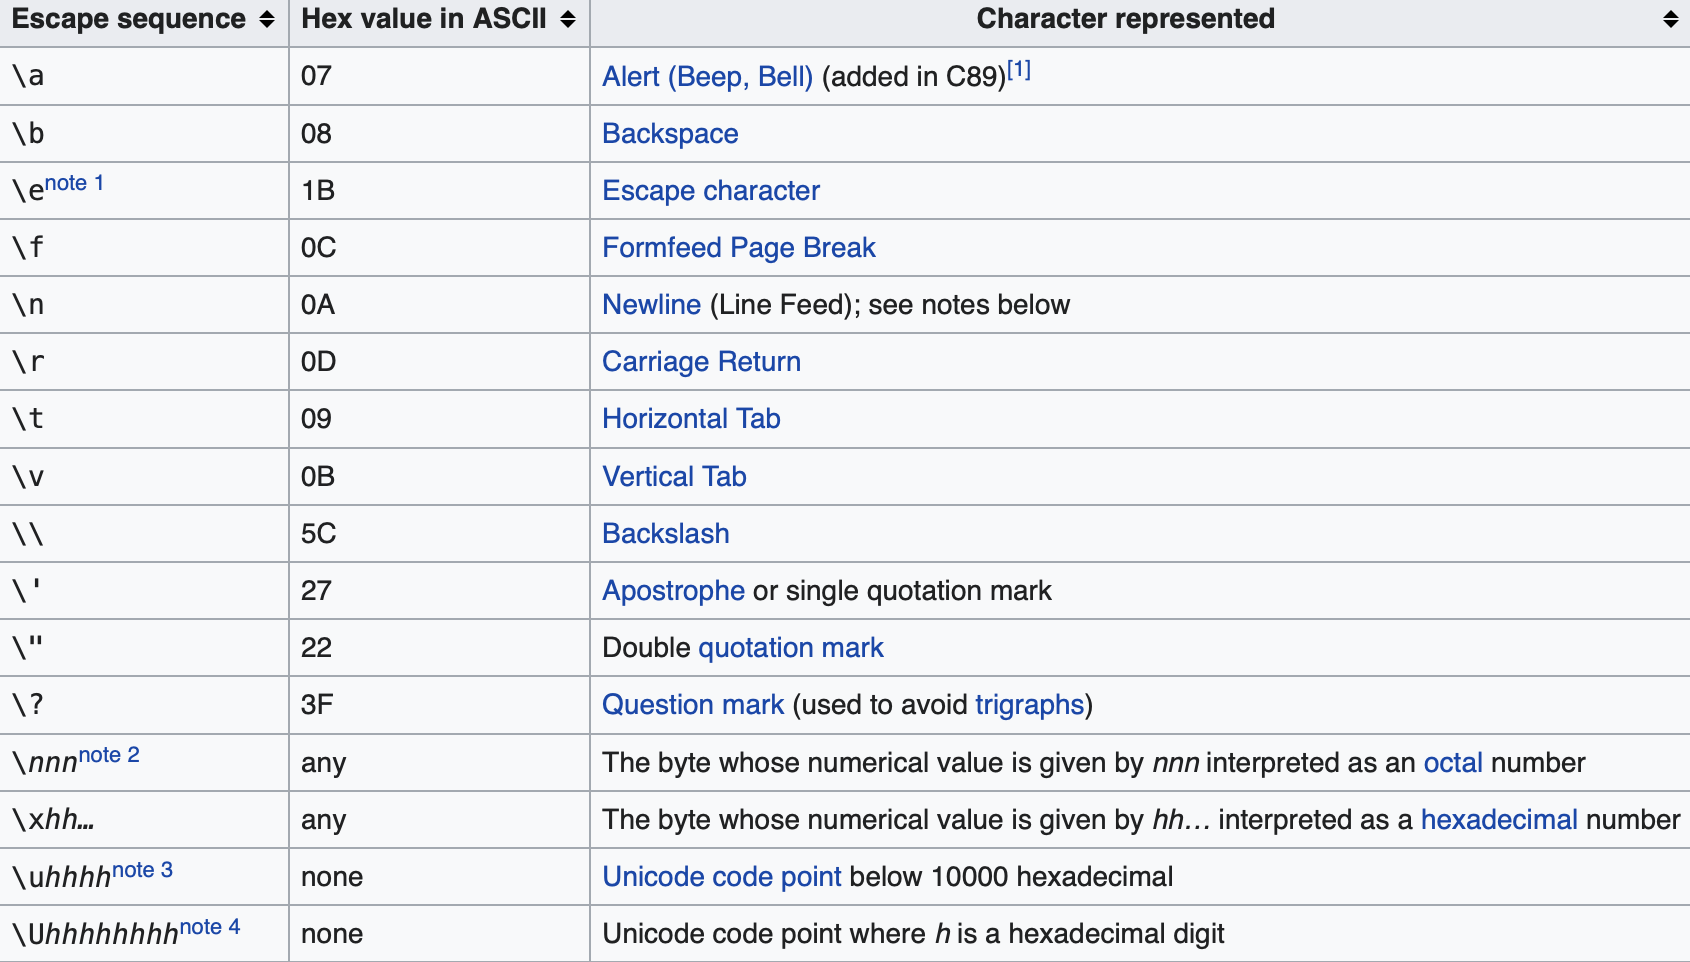 Escape sequence Hex value in ASCII Character represented
\a 07 Alert (Beep, Bell) (added in C89)[1]
\b 08 Backspace
\e note 1 1B Escape character
\f 0C Formfeed Page Break
\n 0A Newline (Line Feed); see notes below
\r 0D Carriage Return
\t 09 Horizontal Tab
\v 0B Vertical Tab
\\ 5C Backslash
\' 27 Apostrophe or single quotation mark
\" 22 Double quotation mark
\? 3F Question mark (used to avoid trigraphs)
\nnn note 2 any The byte whose numerical value is given by nnn interpreted as an octal number
\xhh… any The byte whose numerical value is given by hh… interpreted as a hexadecimal number
\uhhhh note 3 none Unicode code point below 10000 hexadecimal
\Uhhhhhhhh note 4 none Unicode code point where h is a hexadecimal digit